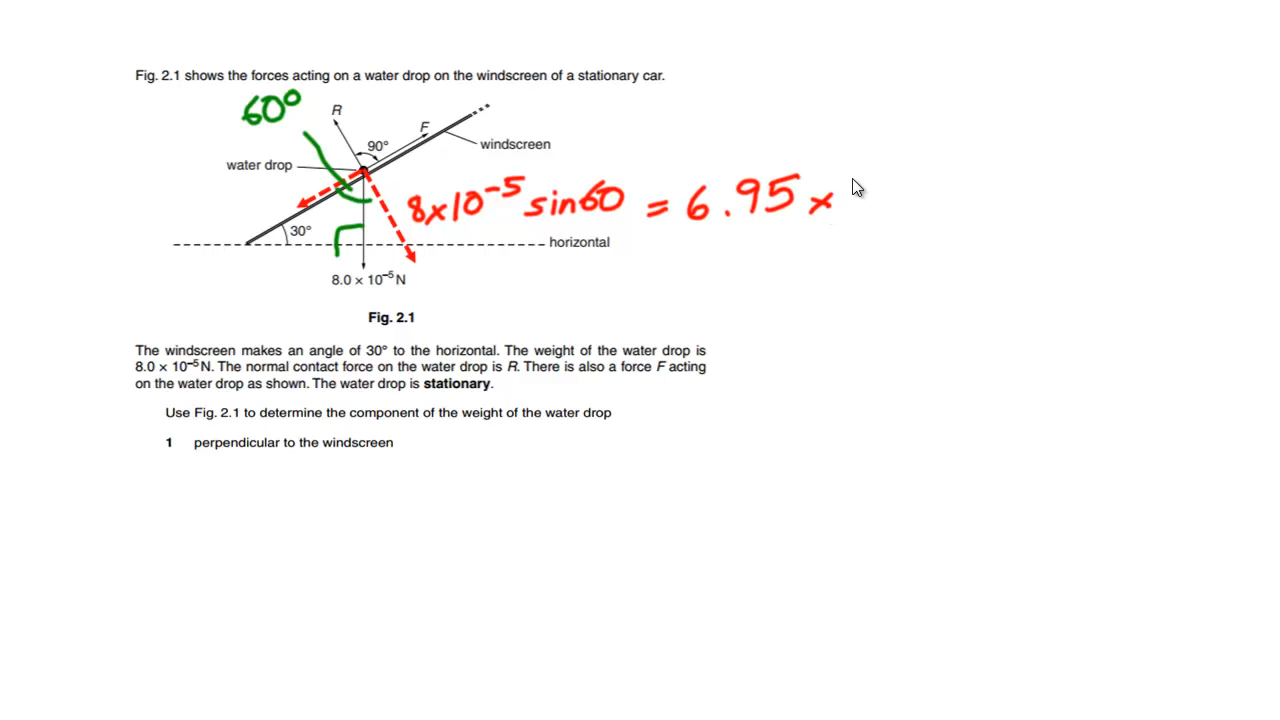 Fig. 2.1 shows the forces acting on a water drop on the windscreen of a stationary car.
60°
R
F
90°
windscreen
water drop
8x10⁻⁵ sin60 = 6.95 x
30°
horizontal
8.0 × 10⁻⁵ N
Fig. 2.1
The windscreen makes an angle of 30° to the horizontal. The weight of the water drop is
8.0 × 10⁻⁵ N. The normal contact force on the water drop is R. There is also a force F acting
on the water drop as shown. The water drop is stationary.
Use Fig. 2.1 to determine the component of the weight of the water drop
1 perpendicular to the windscreen